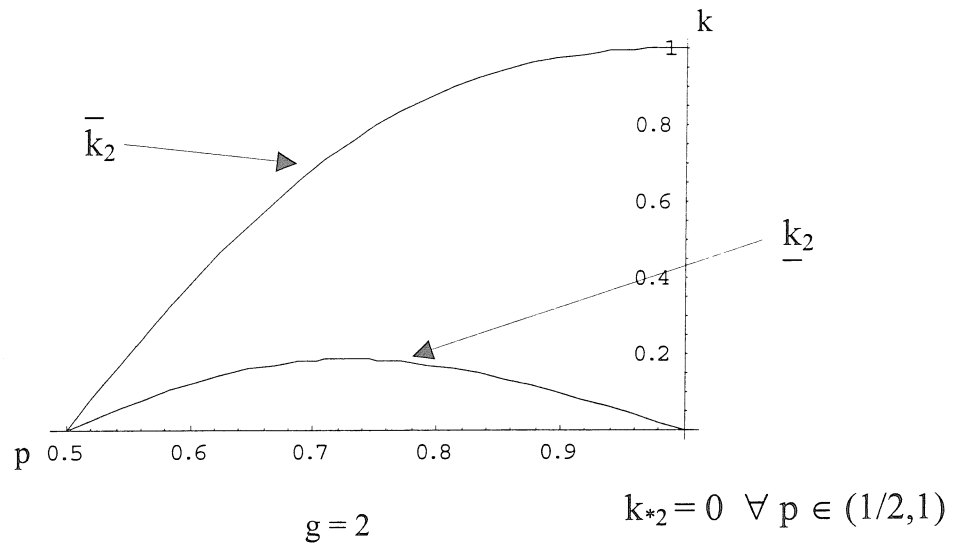 k
1
0.8
k̅₂
0.6
k̲₂
0.4
0.2
p 0.5 0.6 0.7 0.8 0.9
k*₂ = 0 ∀ p ∈ (1/2,1)
g = 2